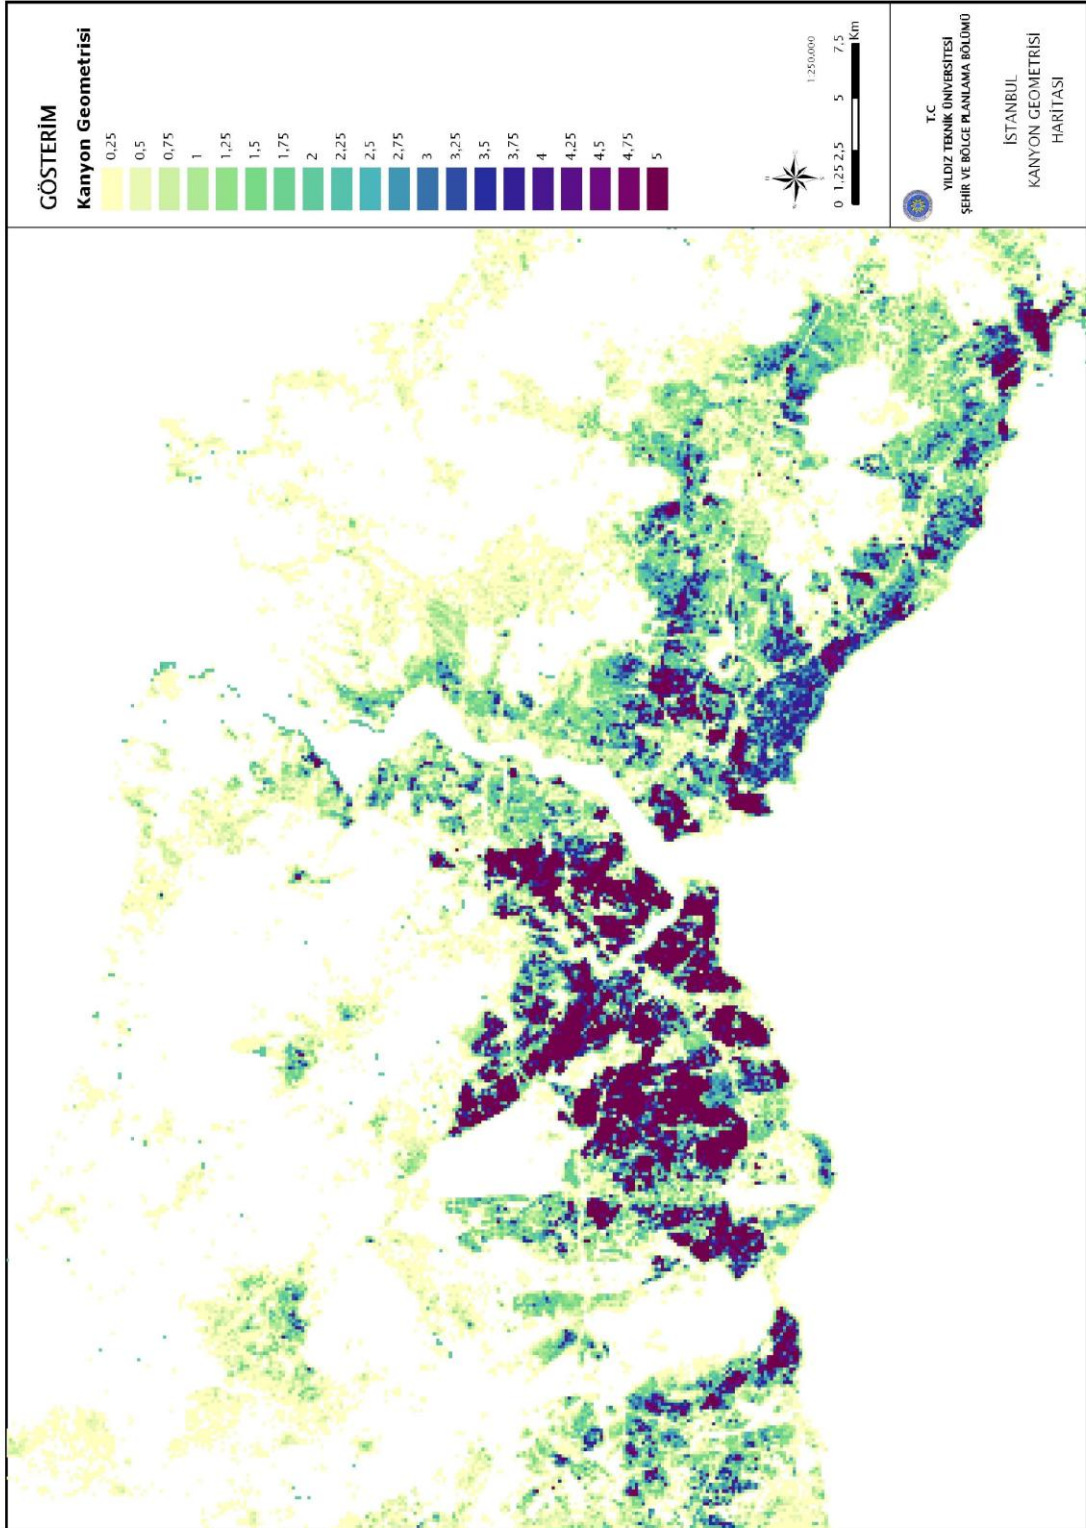 GÖSTERİM
Kanyon Geometrisi
0,25
0,5
0,75
1
1,25
1,5
1,75
2
2,25
2,5
2,75
3
3,25
3,5
3,75
4
4,25
4,5
4,75
5
1:250.000
0 1,25 2,5 5 7,5
Km
T.C
YILDIZ TEKNİK ÜNİVERSİTESİ
ŞEHİR VE BÖLGE PLANLAMA BÖLÜMÜ
İSTANBUL
KANYON GEOMETRİSİ
HARİTASI